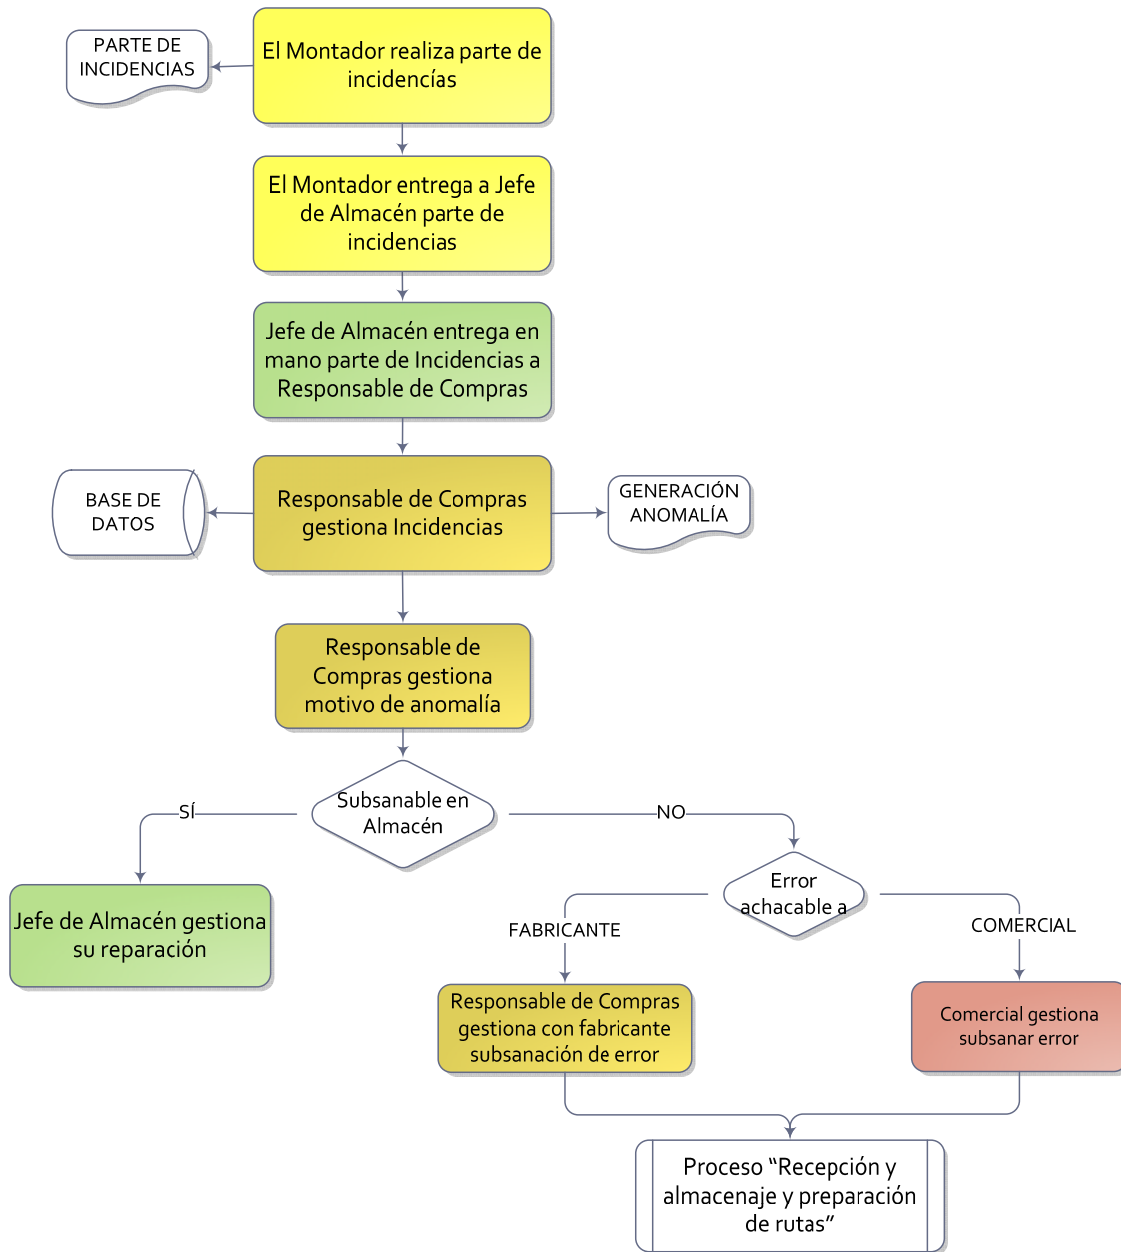 PARTE DE
INCIDENCIAS
El Montador realiza parte de
incidencías
El Montador entrega a Jefe
de Almacén parte de
incidencias
Jefe de Almacén entrega en
mano parte de Incidencias a
Responsable de Compras
BASE DE
DATOS
Responsable de Compras
gestiona Incidencias
GENERACIÓN
ANOMALÍA
Responsable de
Compras gestiona
motivo de anomalía
Subsanable en
Almacén
SÍ
NO
Error
achacable a
Jefe de Almacén gestiona
su reparación
FABRICANTE
COMERCIAL
Responsable de Compras
gestiona con fabricante
subsanación de error
Comercial gestiona
subsanar error
Proceso “Recepción y
almacenaje y preparación
de rutas”